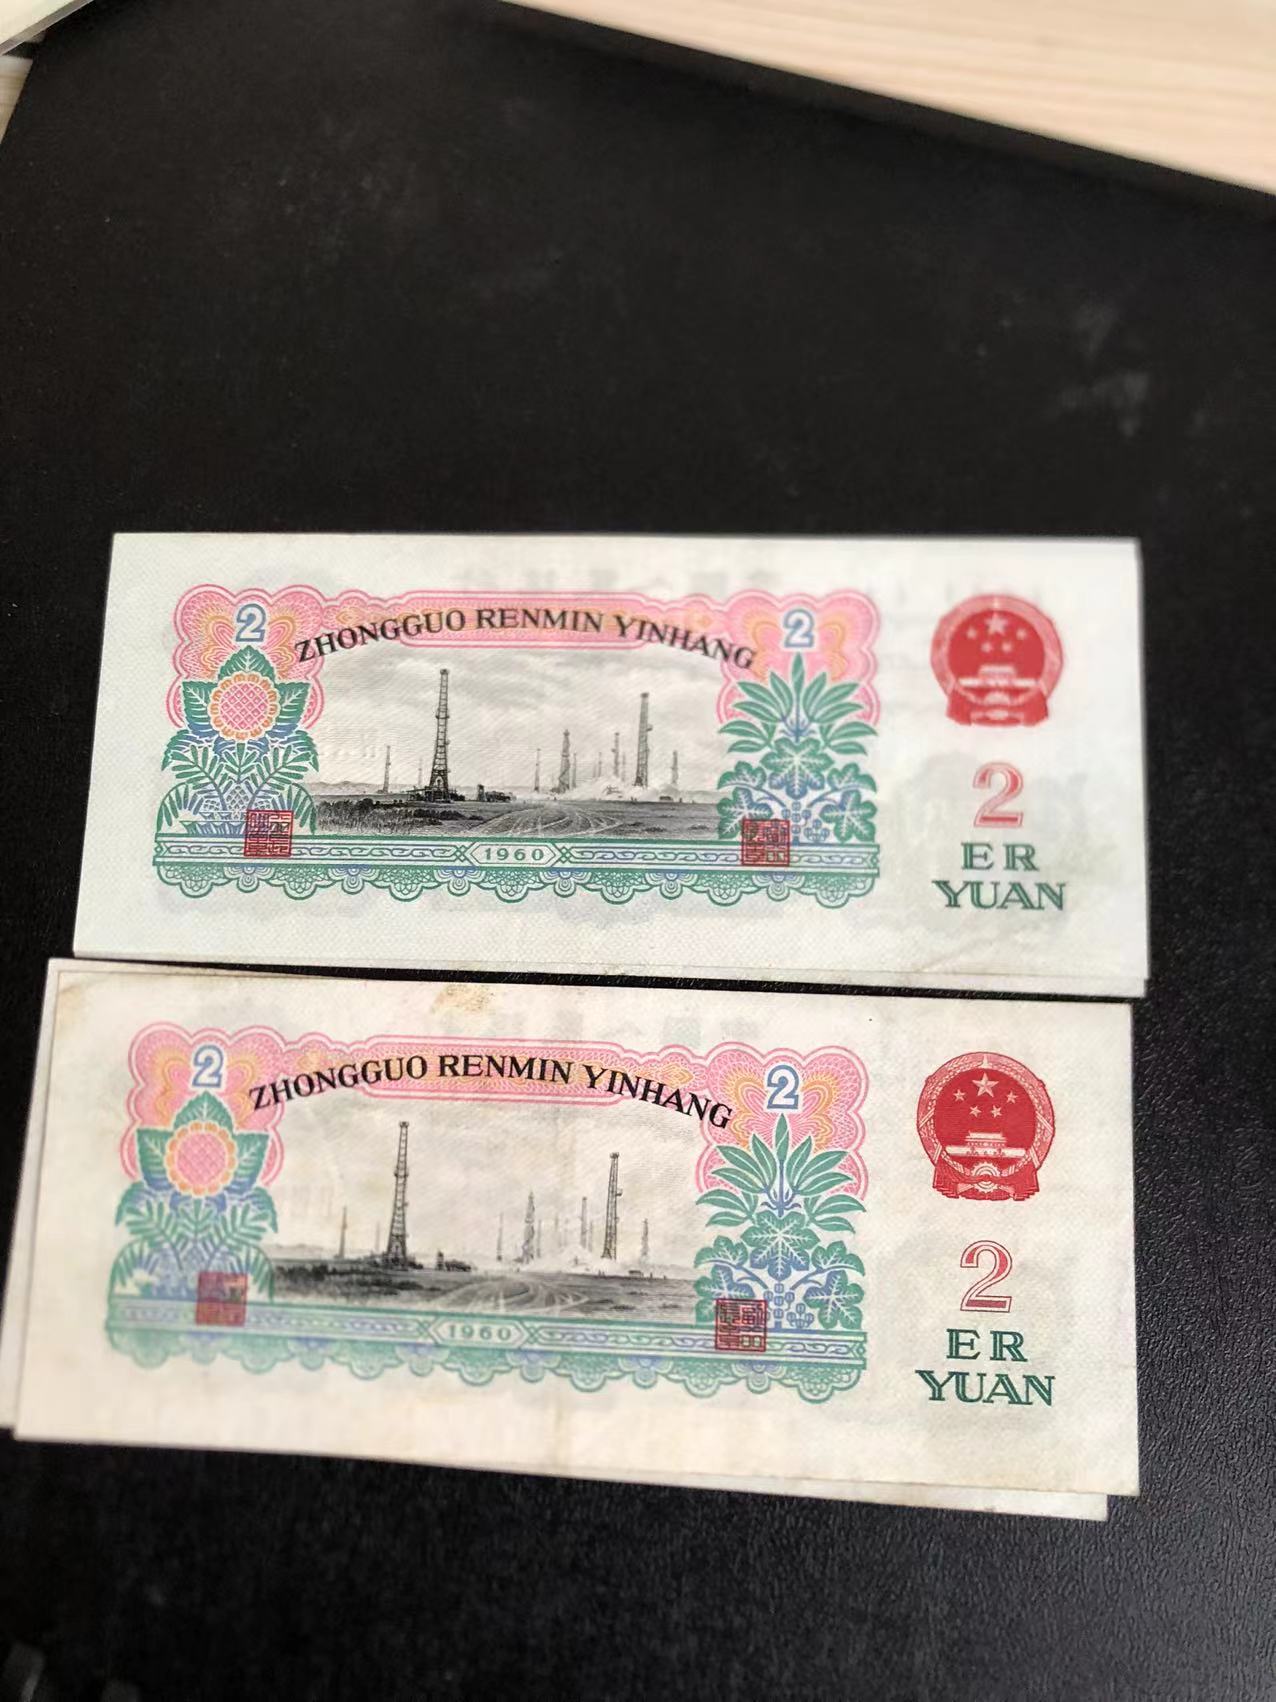 2 2
ZHONGGUO RENMIN YINHANG
1960
2
ER
YUAN
2 2
ZHONGGUO RENMIN YINHANG
1960
2
ER
YUAN